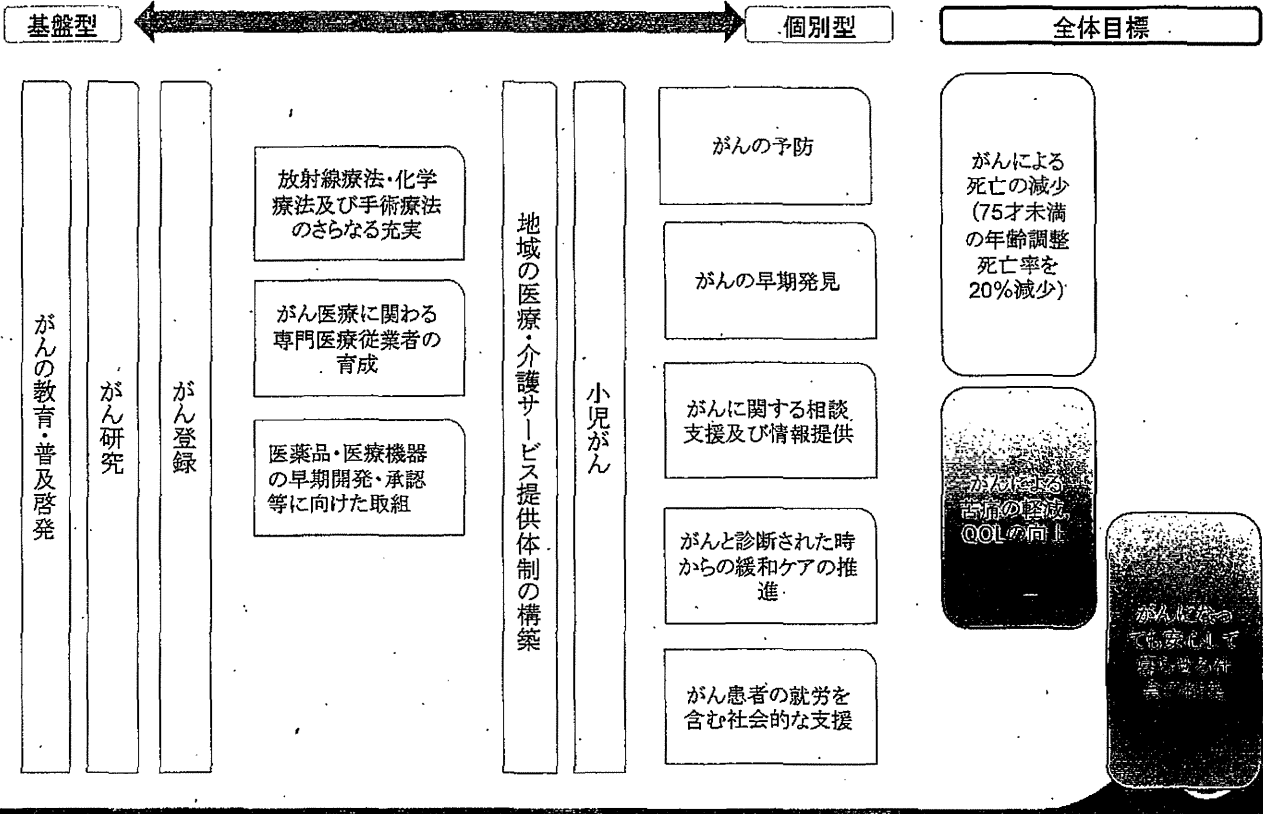 基盤型
個別型
全体目標
がんの教育・普及啓発
がん研究
がん登録
放射線療法・化学
療法及び手術療法
のさらなる充実
がん医療に関わる
専門医療従業者の
育成
医薬品・医療機器
の早期開発・承認
等に向けた取組
地域の医療・介護サービス提供体制の構築
小児がん
がんの予防
がんの早期発見
がんに関する相談
支援及び情報提供
がんと診断された時
からの緩和ケアの推
進
がん患者の就労を
含む社会的な支援
がんによる
死亡の減少
(75才未満
の年齢調整
死亡率を
20%減少)
がんによる
苦痛の軽減,
QOLの向上
がんになっ
ても安心して